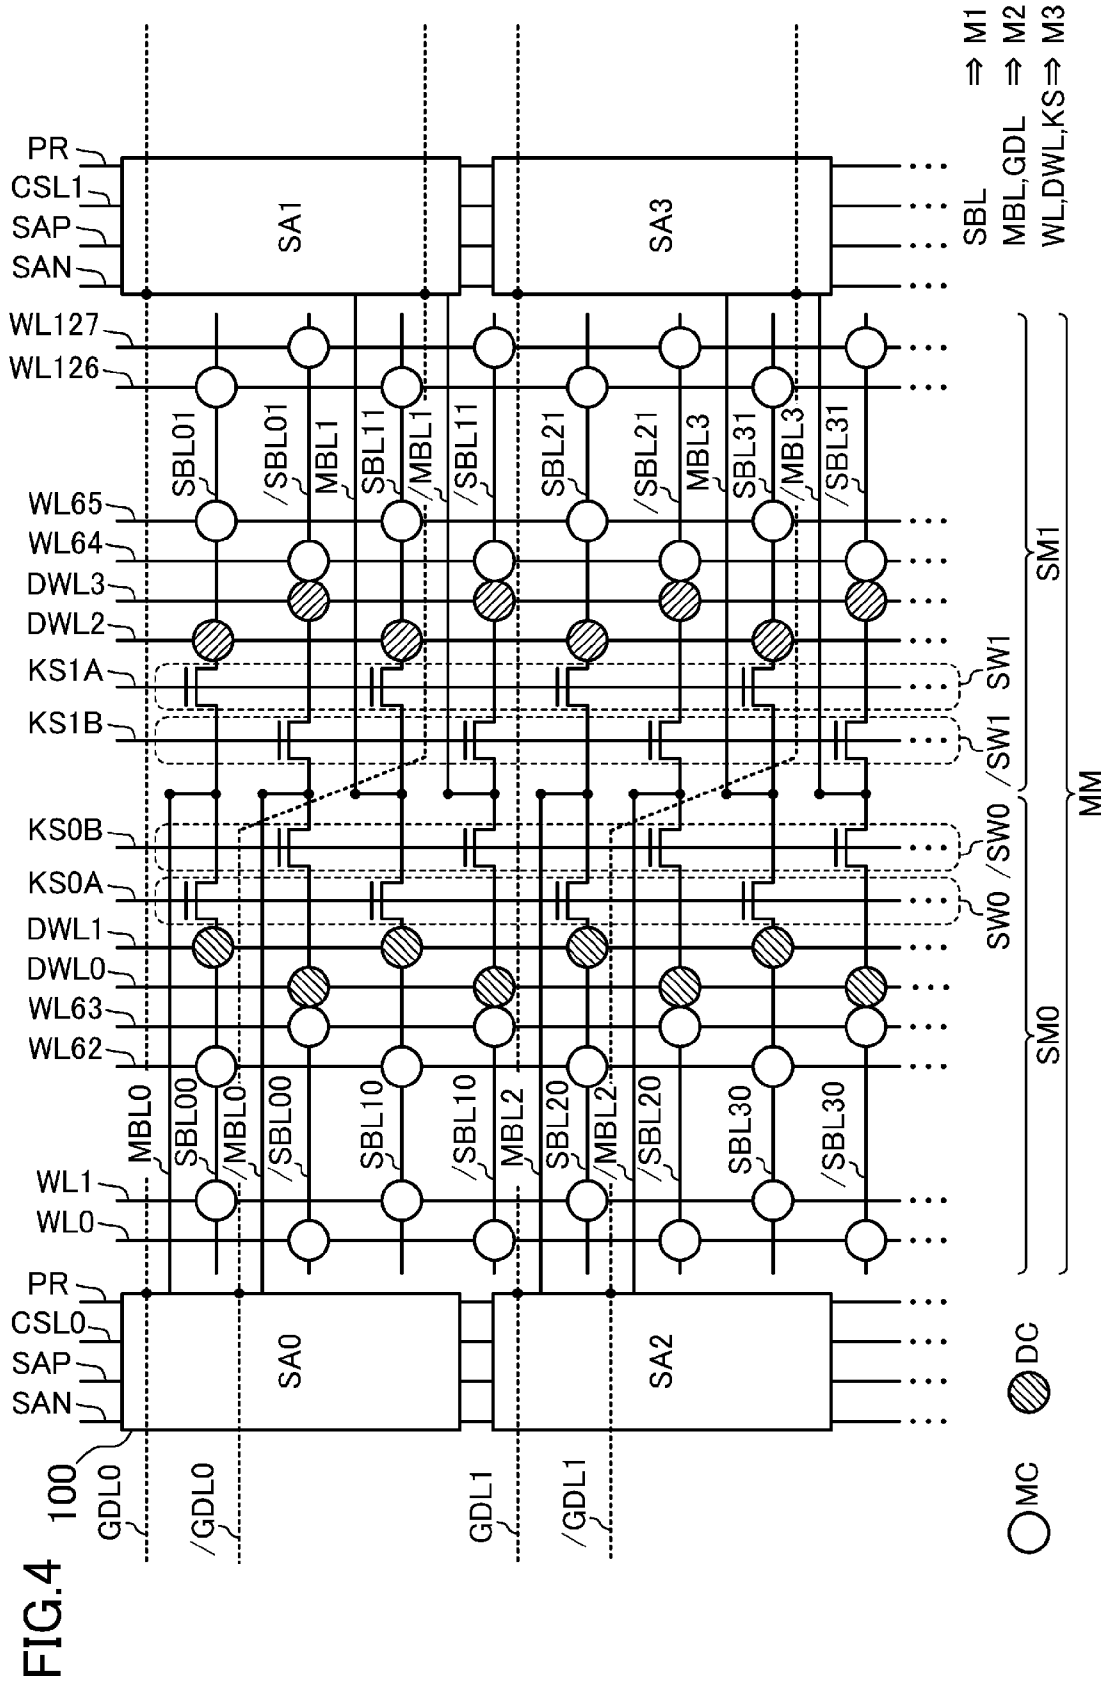 FIG.4
100
PR
CSL1
SAP
SAN
WL127
WL126
WL65
WL64
DWL3
DWL2
KS1A
KS1B
KS0B
KS0A
DWL1
DWL0
WL63
WL62
WL1
WL0
PR
CSL0
SAP
SAN
GDL0
/GDL0
GDL1
/GDL1
SA1
SA3
SA0
SA2
SBL01
/SBL01
MBL1
SBL11
/MBL1
/SBL11
SBL21
/SBL21
MBL3
SBL31
/MBL3
/SBL31
MBL0
SBL00
/MBL0
/SBL00
SBL10
/SBL10
MBL2
SBL20
/MBL2
/SBL20
SBL30
/SBL30
SW1
/SW1
/SW0
SW0
SM1
SM0
MM
SBL ⇒ M1
MBL,GDL ⇒ M2
WL,DWL,KS ⇒ M3
MC
DC